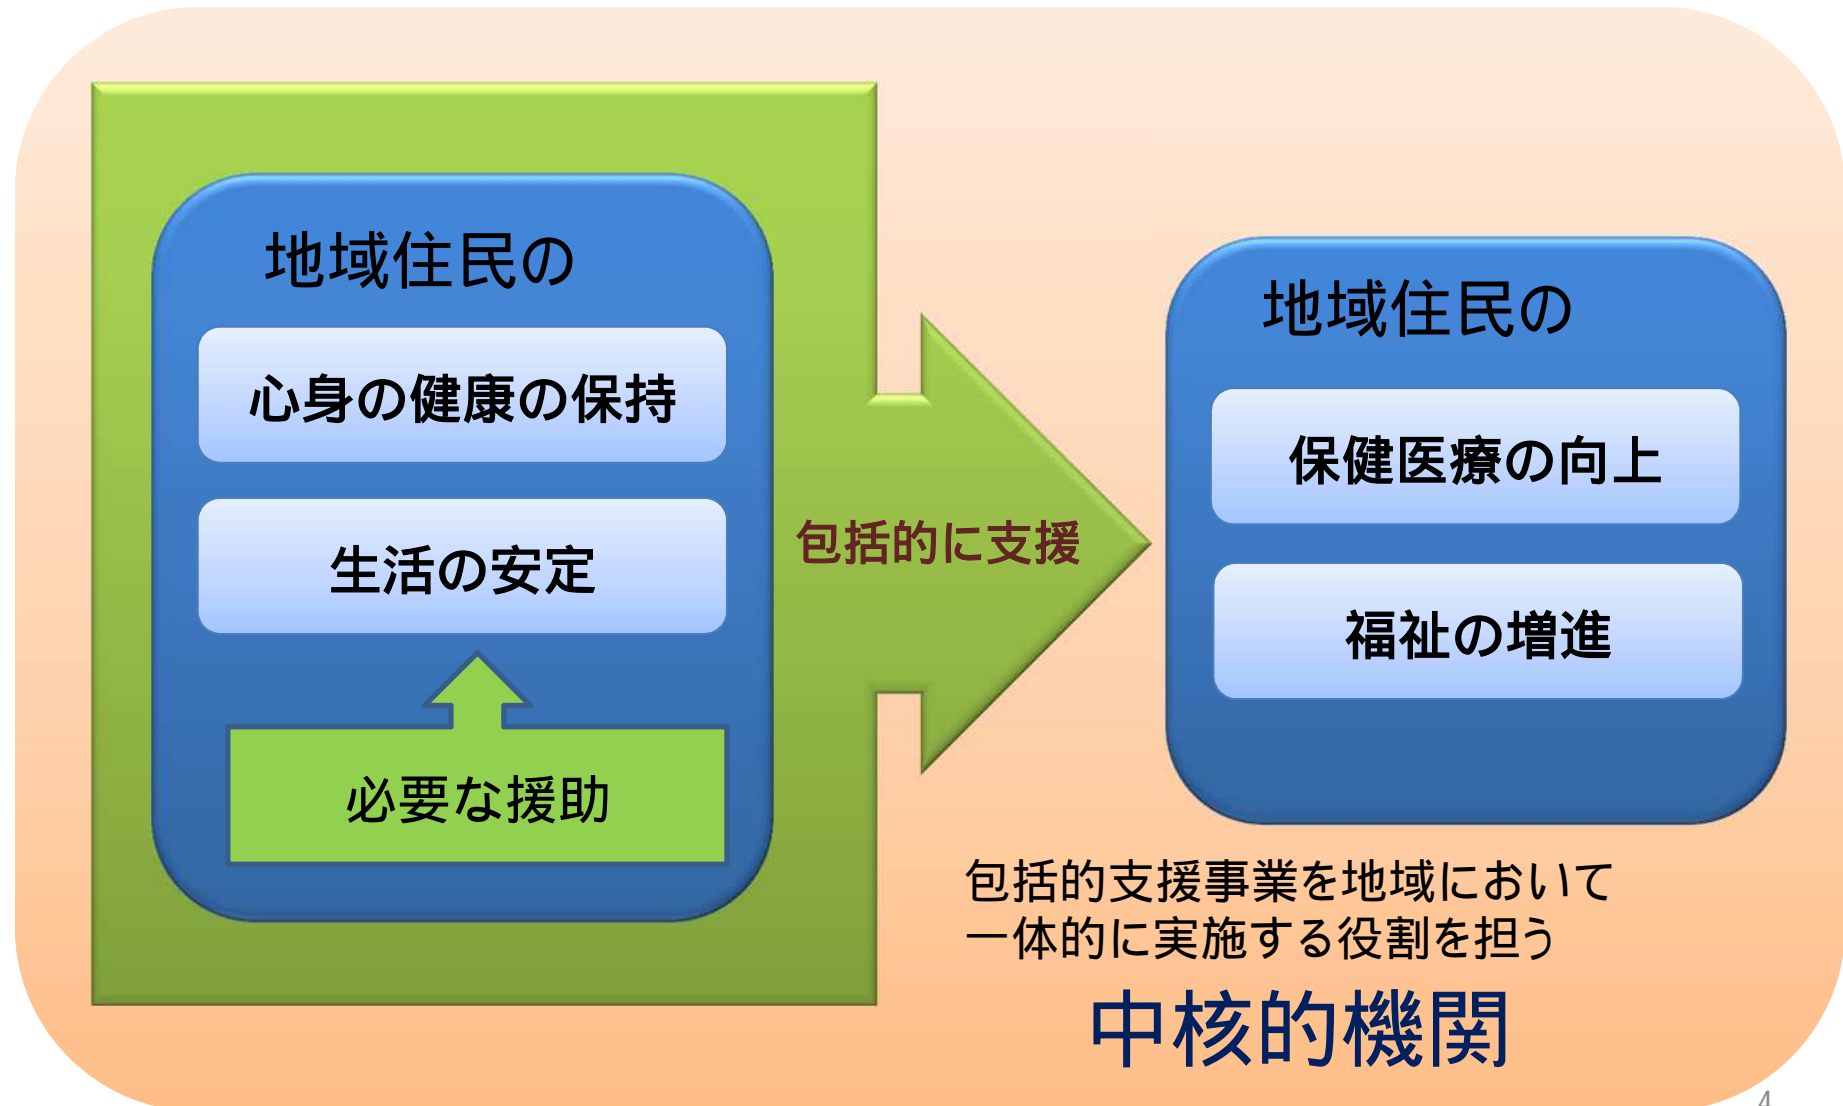 地域住民の
心身の健康の保持
生活の安定
必要な援助
包括的に支援
地域住民の
保健医療の向上
福祉の増進
包括的支援事業を地域において
一体的に実施する役割を担う
中核的機関
4